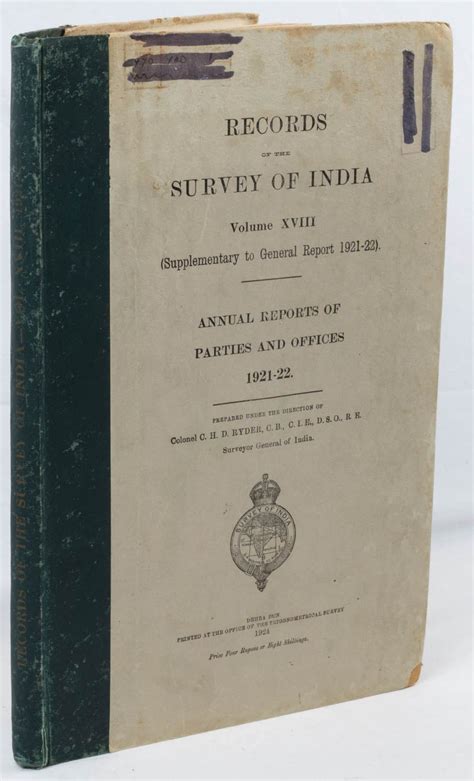 RECORDS
OF THE
SURVEY OF INDIA
Volume XVIII
(Supplementary to General Report 1921-22).
ANNUAL REPORTS OF
PARTIES AND OFFICES
1921-22.
PREPARED UNDER THE DIRECTION OF
Colonel C. H. D. RYDER, C. B., C. I. E., D. S. O., R. E.
Surveyor General of India.
SURVEY OF INDIA
DEHRA DUN
PRINTED AT THE OFFICE OF THE TRIGONOMETRICAL SURVEY
Price Four Rupees or Eight Shillings.
RECORDS OF THE SURVEY OF INDIA